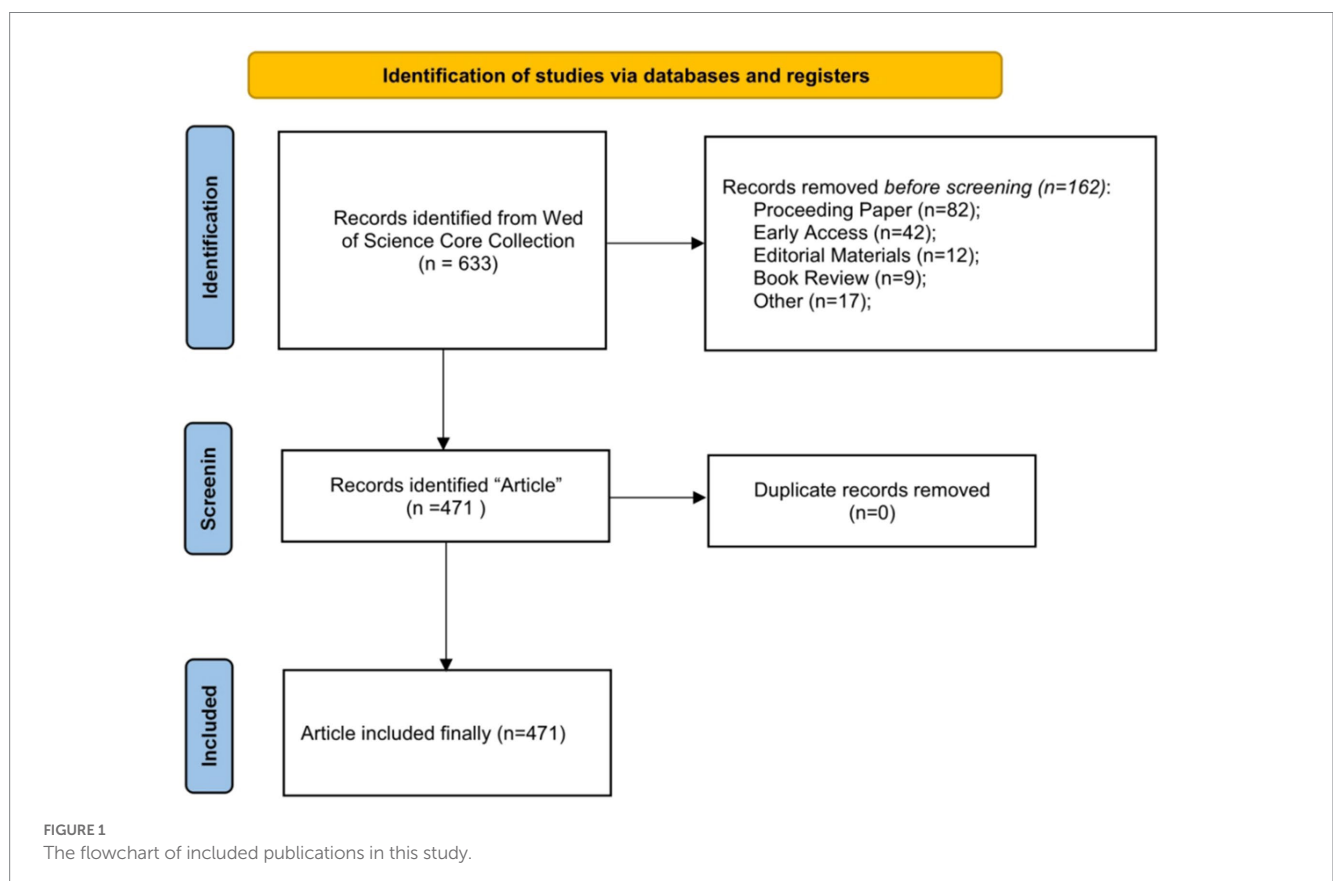 Identification of studies via databases and registers
Identification
Records identified from Wed
of Science Core Collection
(n = 633)
Records removed before screening (n=162):
Proceeding Paper (n=82);
Early Access (n=42);
Editorial Materials (n=12);
Book Review (n=9);
Other (n=17);
Screenin
Records identified “Article”
(n =471 )
Duplicate records removed
(n=0)
Included
Article included finally (n=471)
FIGURE 1
The flowchart of included publications in this study.